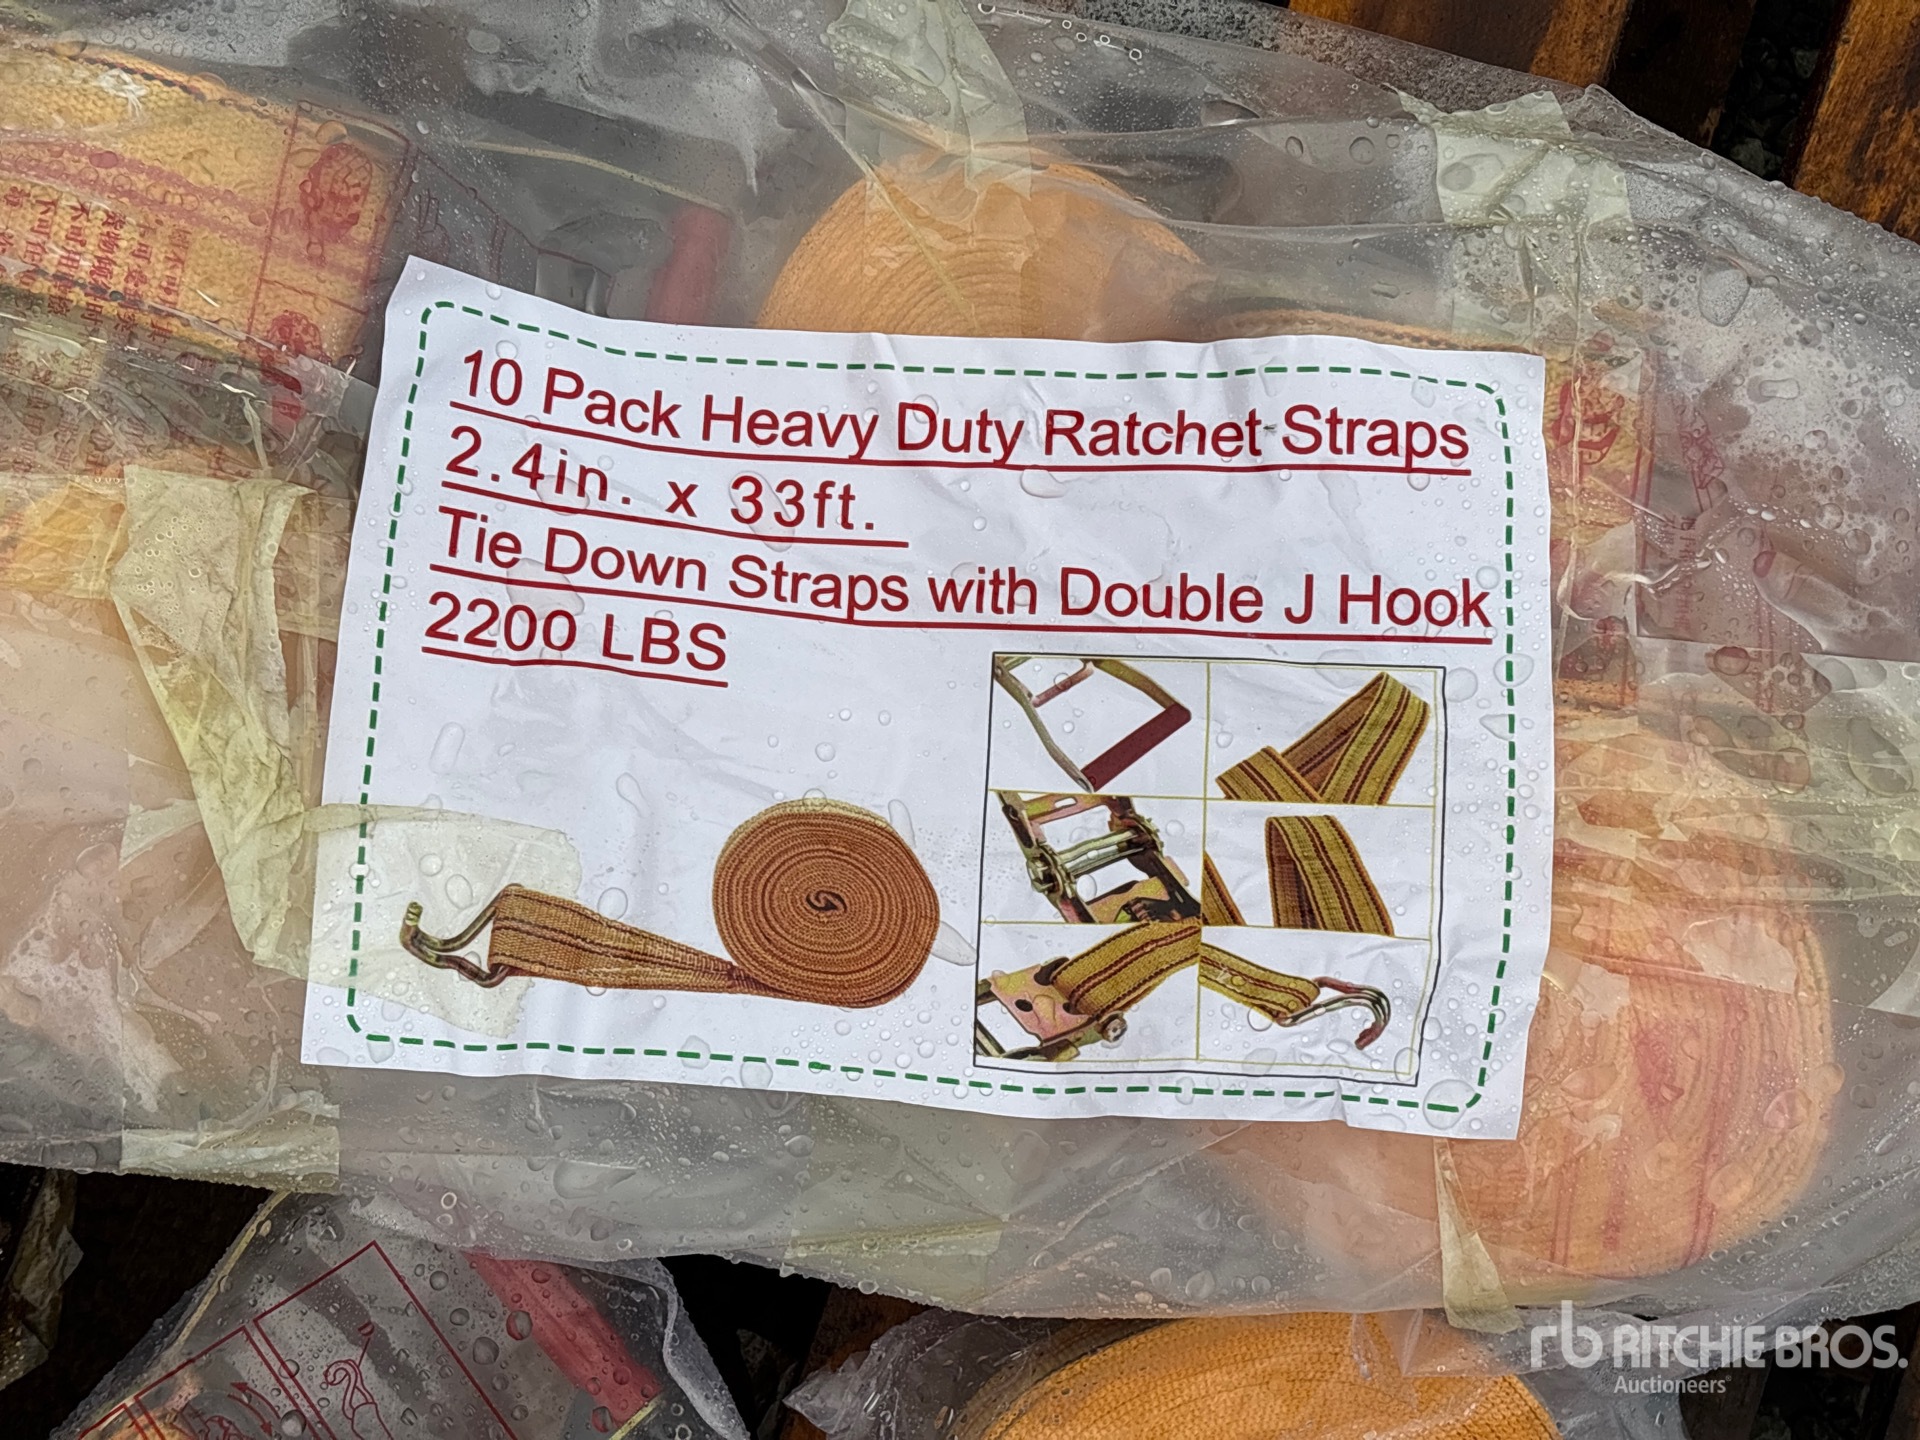 10 Pack Heavy Duty Ratchet Straps
2.4in. x 33ft.
Tie Down Straps with Double J Hook
2200 LBS
rb RITCHIE BROS.
Auctioneers